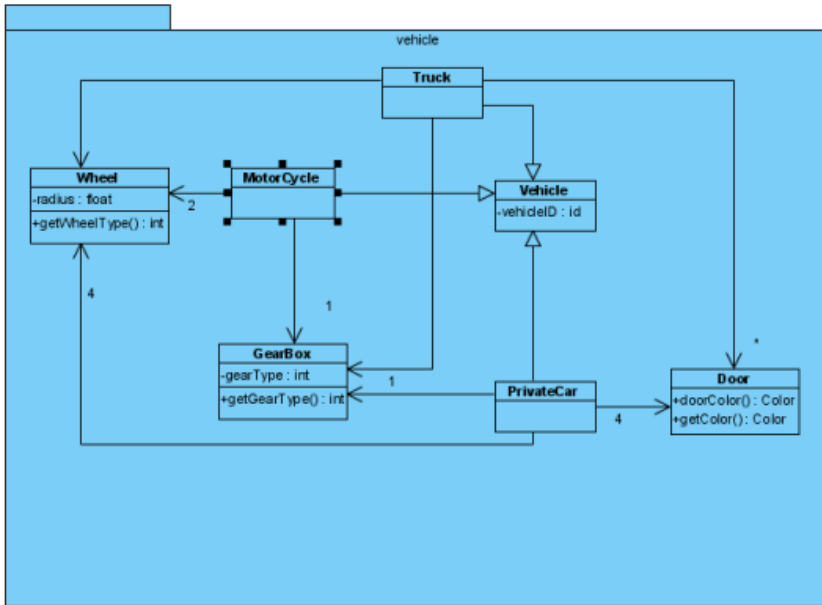 vehicle
Truck
Wheel
-radius : float
+getWheelType() : int
MotorCycle
Vehicle
-vehicleID : id
2
4
1
GearBox
-gearType : int
+getGearType() : int
1
PrivateCar
4
*
Door
+doorColor() : Color
+getColor() : Color